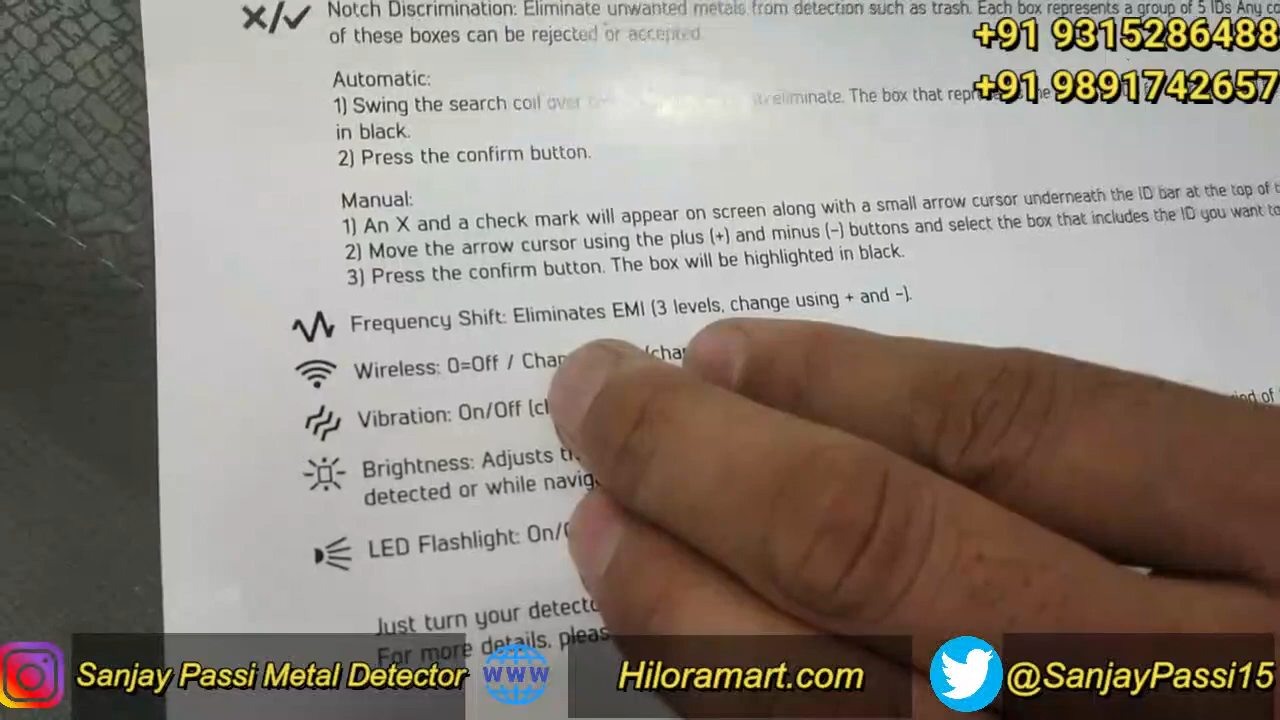 Notch Discrimination: Eliminate unwanted metals from detection such as trash. Each box represents a group of 5 IDs Any
of these boxes can be rejected or accepted.
+91 9315286488
Automatic:
+91 9891742657
1) Swing the search coil over eliminate. The box that the
in black.
2) Press the confirm button.
Manual:
1) An X and a check mark will appear on screen along with a small arrow cursor underneath the ID bar at the top of
2) Move the arrow cursor using the plus (+) and minus (-) buttons and select the box that includes the ID you want to
3) Press the confirm button. The box will be highlighted in black.
Frequency Shift: Eliminates EMI (3 levels, change using + and -).
Wireless: 0=Off /
Vibration: On/Off
of
Brightness: Adjusts
detected or while
LED Flashlight: On/
Just turn your
For more details,
Sanjay Passi Metal Detector
WWW
Hiloramart.com
@SanjayPassi15